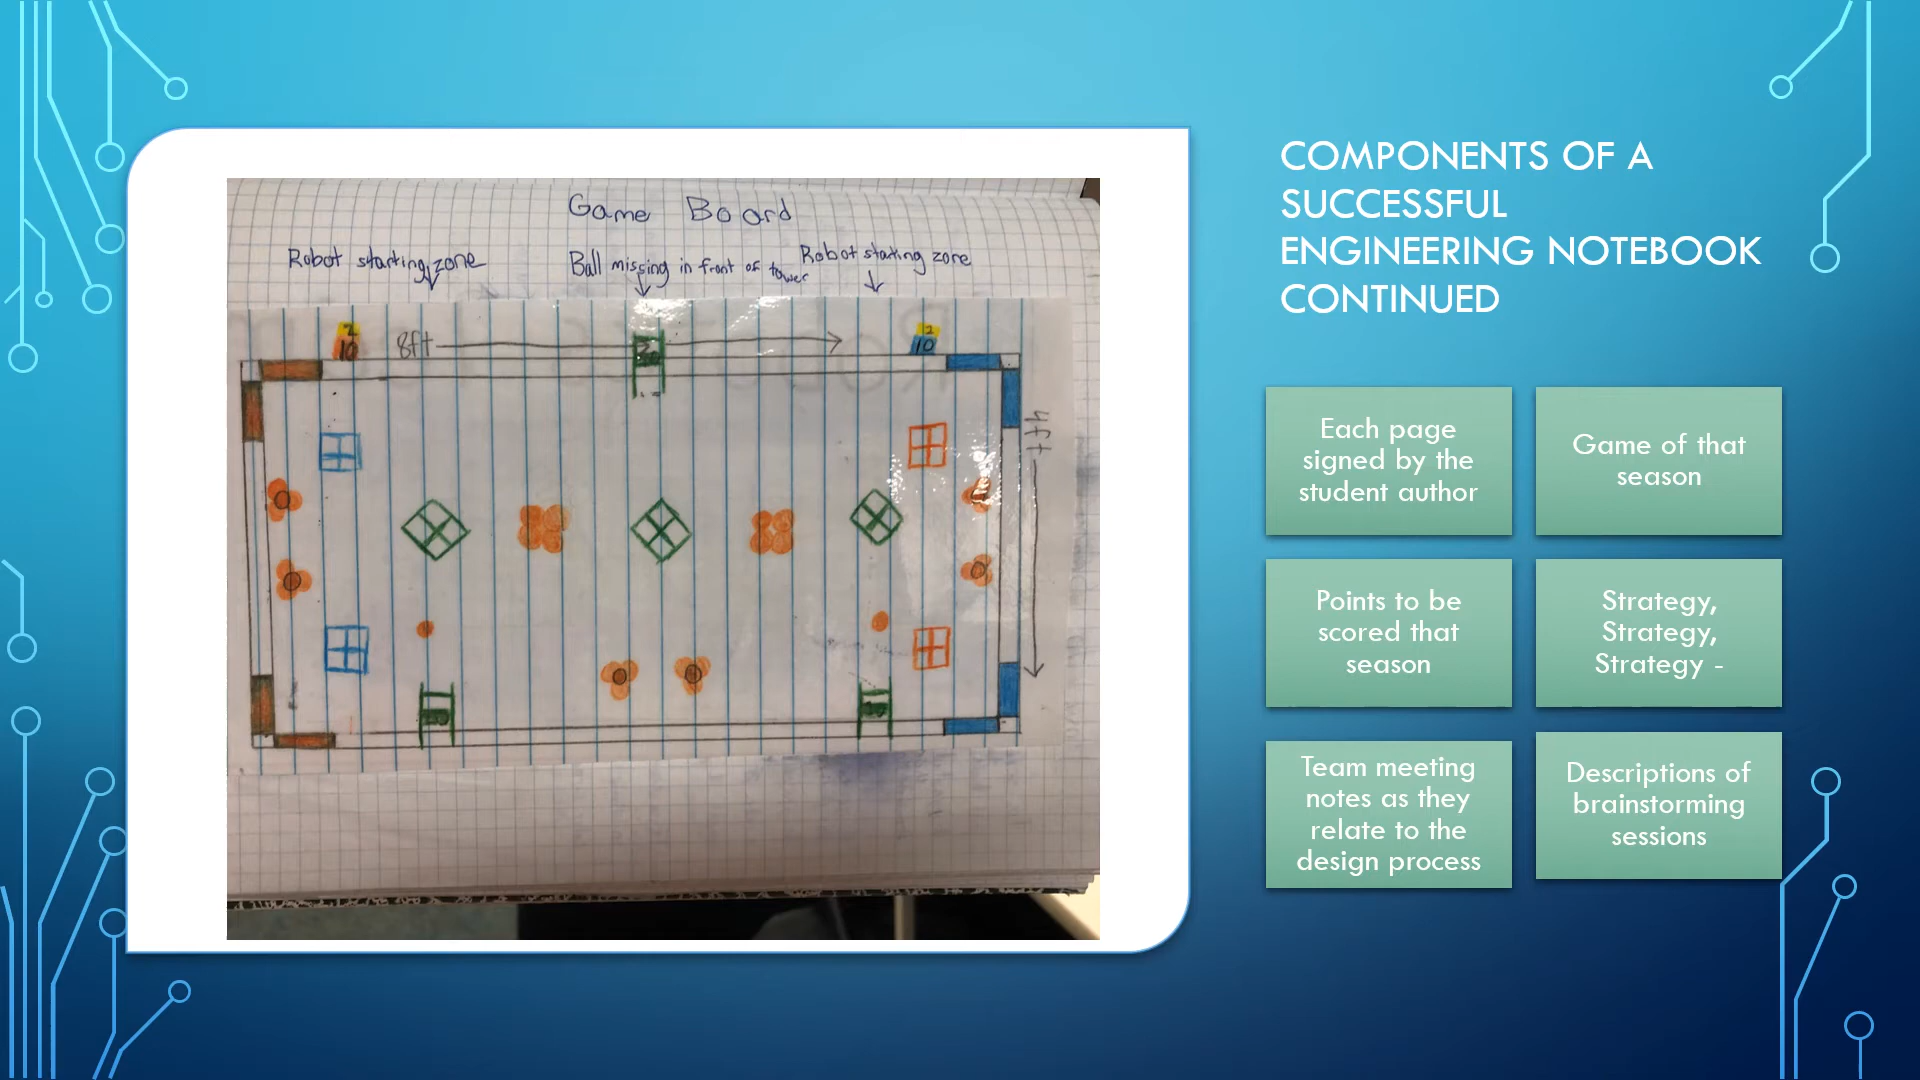 Game Board
Robot starting zone
Ball missing in front of tower
Robot starting zone
2
10
8ft
12
10
4ft
COMPONENTS OF A
SUCCESSFUL
ENGINEERING NOTEBOOK
CONTINUED
Each page
signed by the
student author
Game of that
season
Points to be
scored that
season
Strategy,
Strategy,
Strategy -
Team meeting
notes as they
relate to the
design process
Descriptions of
brainstorming
sessions